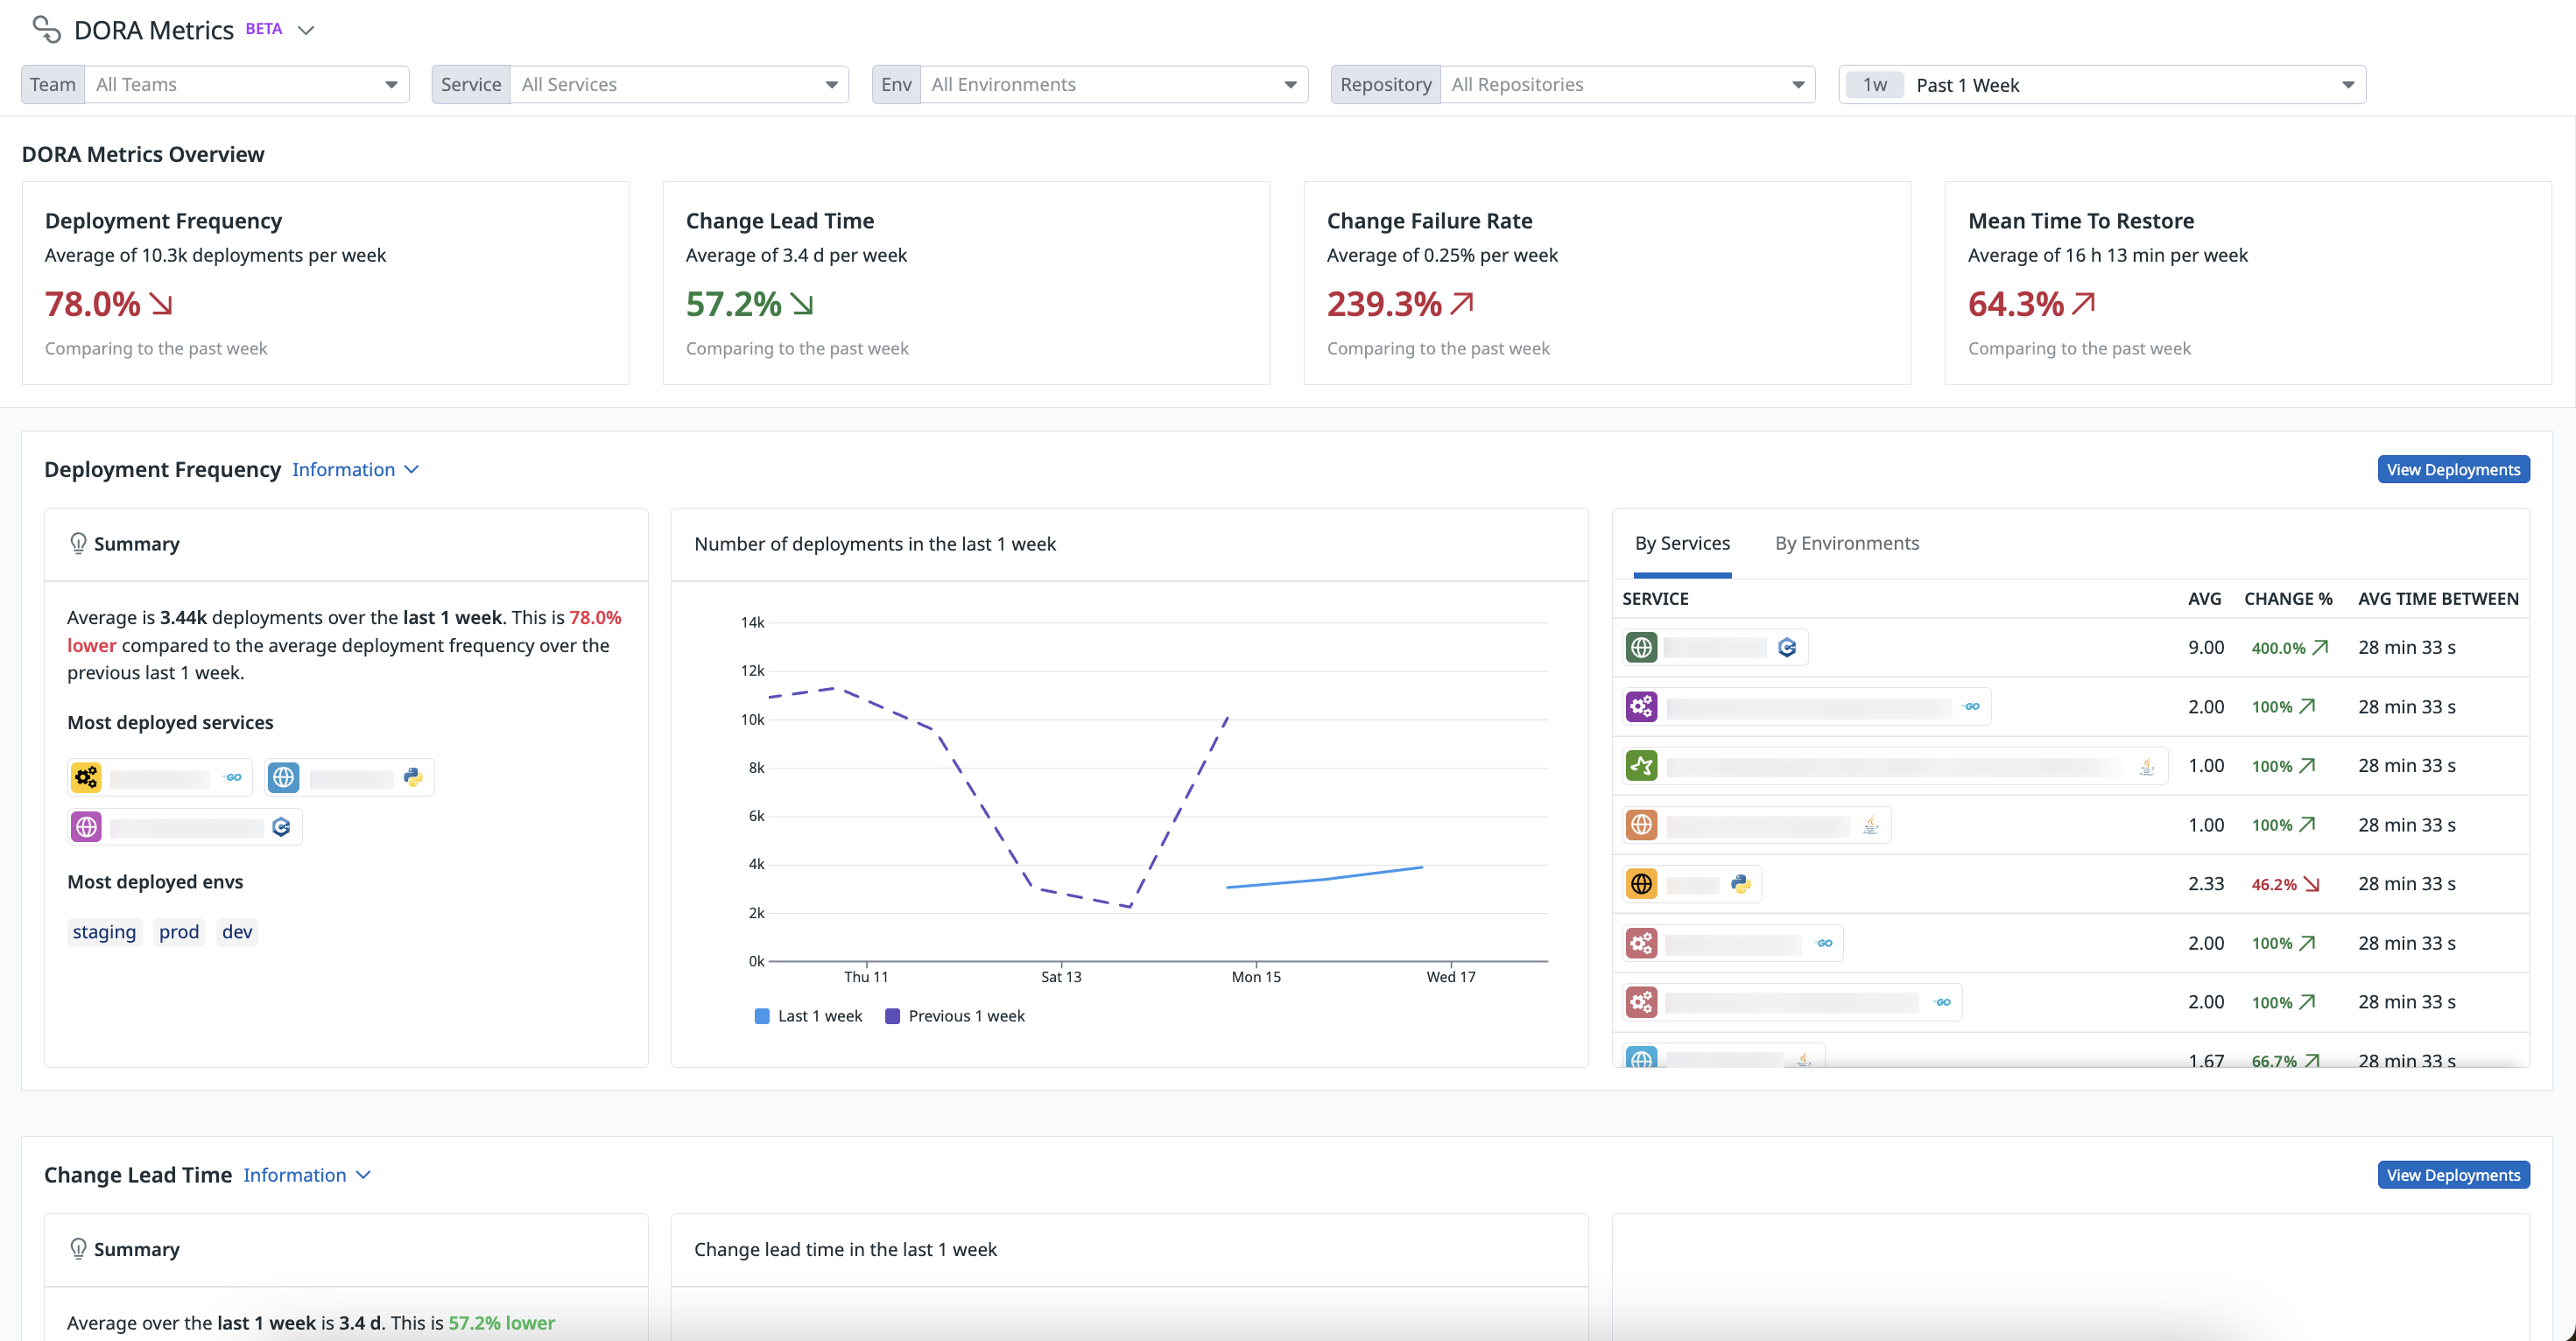 DORA Metrics BETA
Team All Teams
Service All Services
Env All Environments
Repository All Repositories
1w Past 1 Week
DORA Metrics Overview
Deployment Frequency
Average of 10.3k deployments per week
78.0%
Comparing to the past week
Change Lead Time
Average of 3.4 d per week
57.2%
Comparing to the past week
Change Failure Rate
Average of 0.25% per week
239.3%
Comparing to the past week
Mean Time To Restore
Average of 16 h 13 min per week
64.3%
Comparing to the past week
Deployment Frequency Information
View Deployments
Summary
Average is 3.44k deployments over the last 1 week. This is 78.0%
lower compared to the average deployment frequency over the
previous last 1 week.
Most deployed services
GO
Most deployed envs
staging prod dev
Number of deployments in the last 1 week
14k
12k
10k
8k
6k
4k
2k
0k
Thu 11 Sat 13 Mon 15 Wed 17
Last 1 week Previous 1 week
By Services By Environments
SERVICE AVG CHANGE % AVG TIME BETWEEN
9.00 400.0% 28 min 33 s
GO 2.00 100% 28 min 33 s
1.00 100% 28 min 33 s
1.00 100% 28 min 33 s
2.33 46.2% 28 min 33 s
GO 2.00 100% 28 min 33 s
GO 2.00 100% 28 min 33 s
1.67 66.7% 28 min 33 s
Change Lead Time Information
View Deployments
Summary
Average over the last 1 week is 3.4 d. This is 57.2% lower
Change lead time in the last 1 week